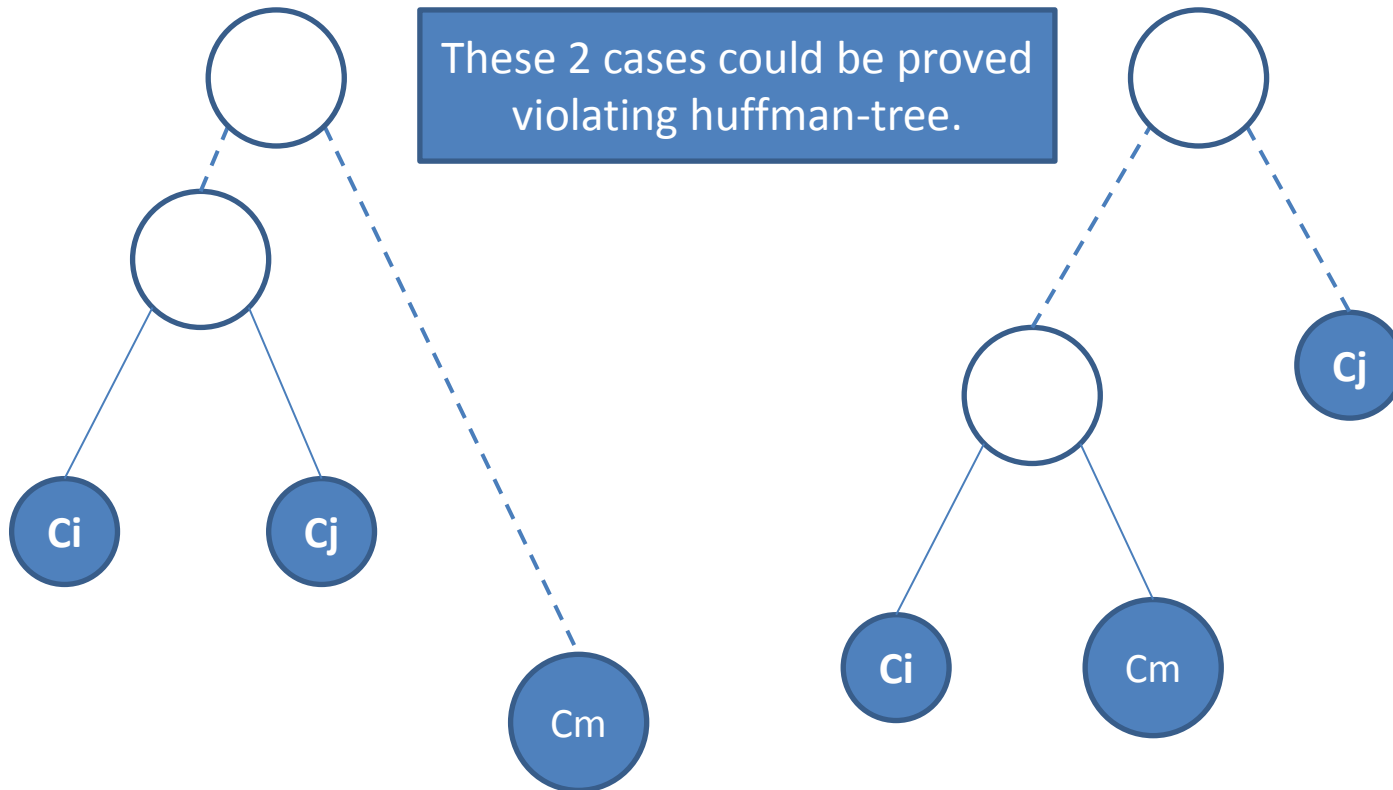 These 2 cases could be proved
violating huffman-tree.
Cj
Ci
Cj
Ci
Cm
Cm